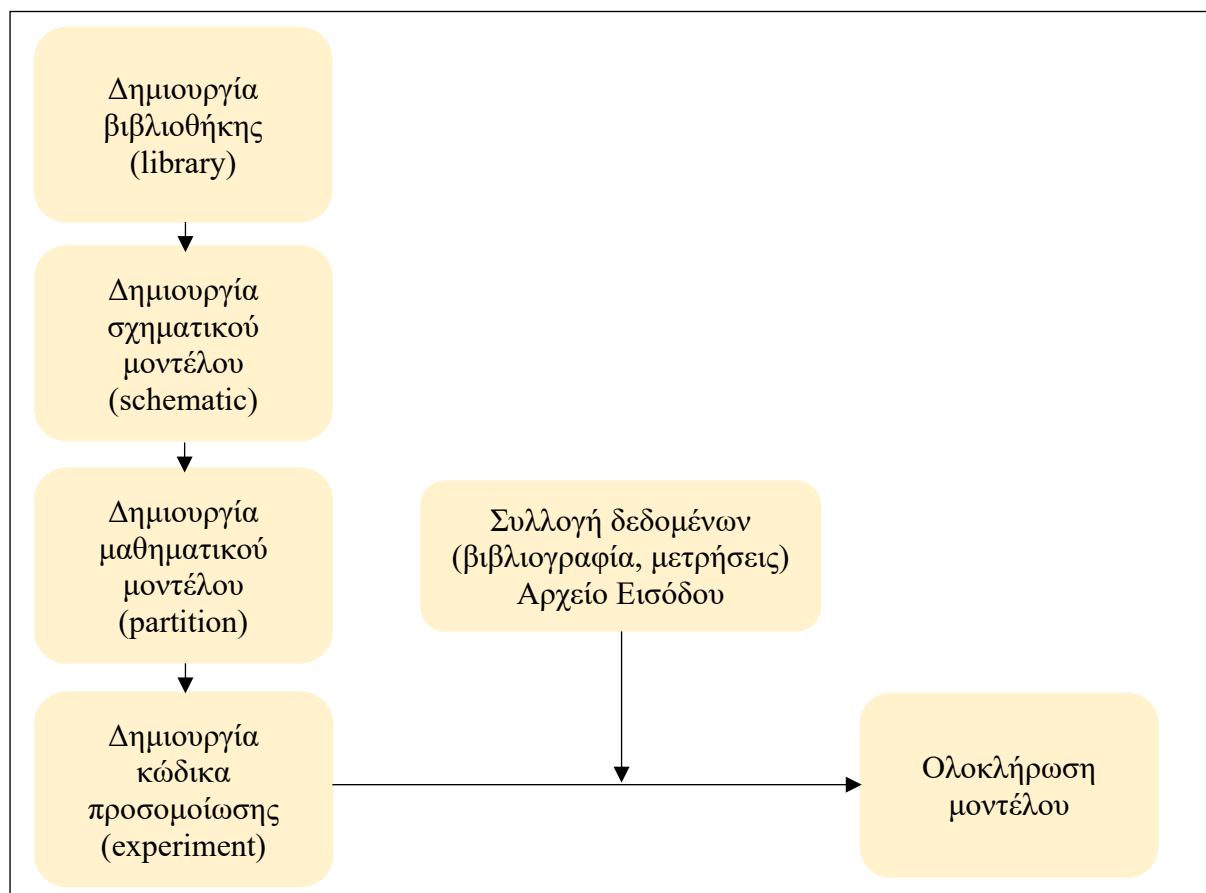 Δημιουργία
βιβλιοθήκης
(library)
Δημιουργία
σχηματικού
μοντέλου
(schematic)
Δημιουργία
μαθηματικού
μοντέλου
(partition)
Συλλογή δεδομένων
(βιβλιογραφία, μετρήσεις)
Αρχείο Εισόδου
Δημιουργία
κώδικα
προσομοίωσης
(experiment)
Ολοκλήρωση
μοντέλου